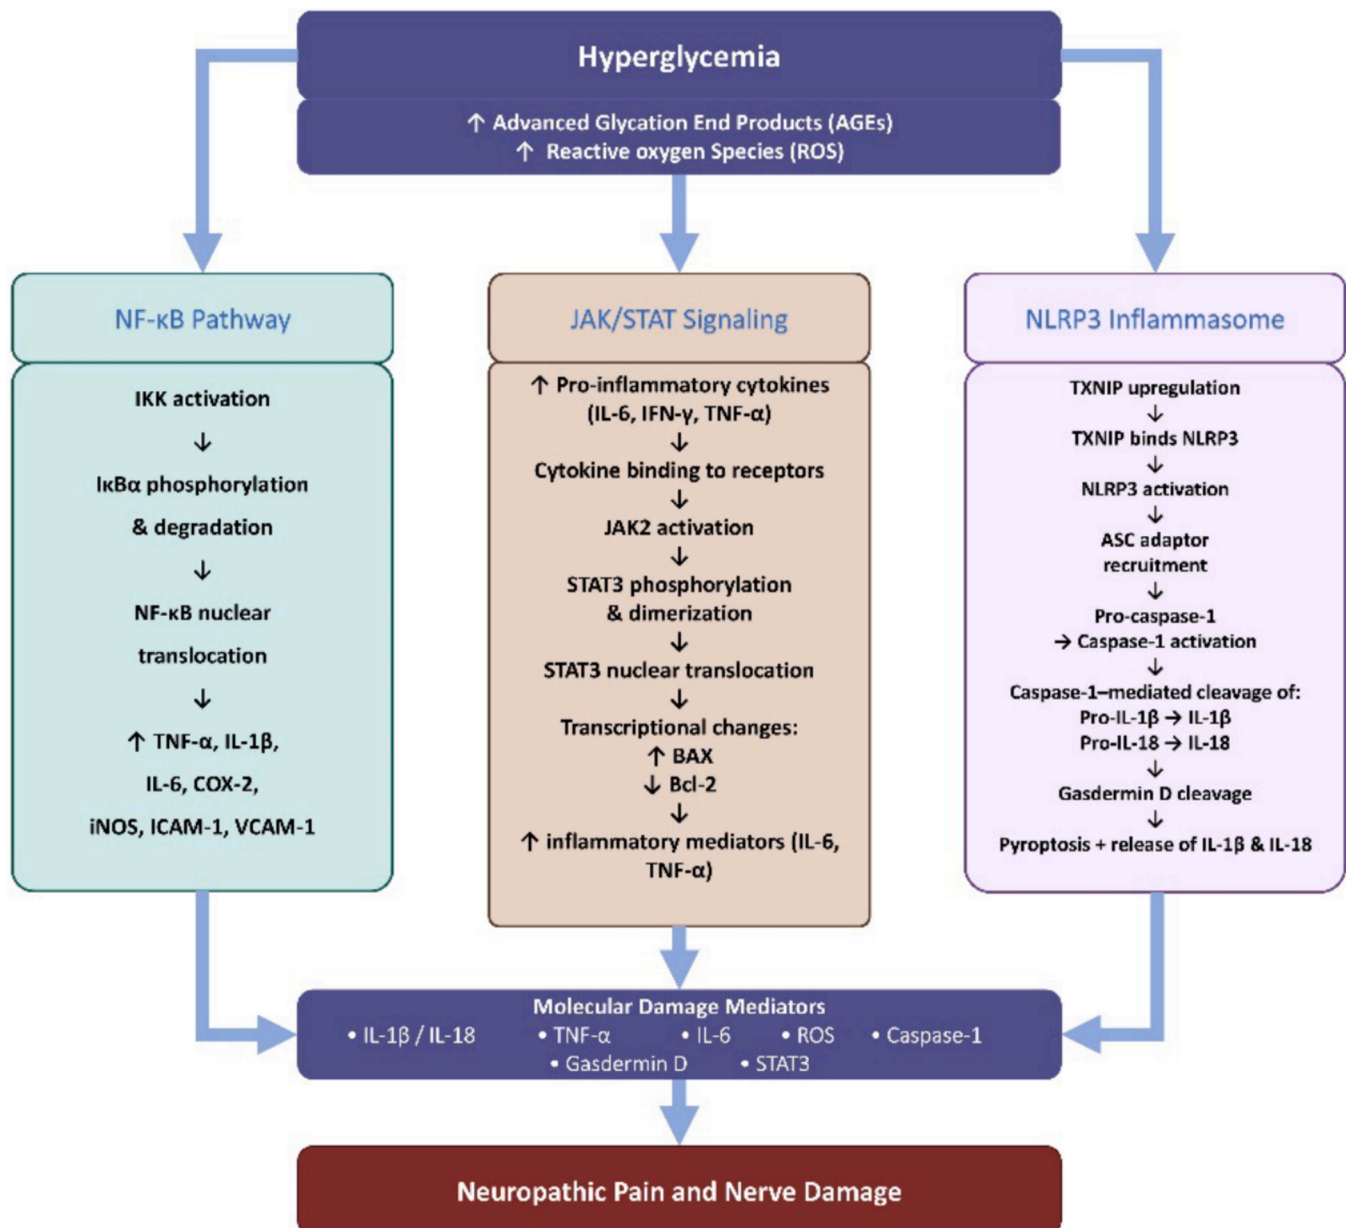 Hyperglycemia
↑ Advanced Glycation End Products (AGEs)
↑ Reactive oxygen Species (ROS)
NF-κB Pathway
IKK activation
↓
IκBα phosphorylation
& degradation
↓
NF-κB nuclear
translocation
↓
↑ TNF-α, IL-1β,
IL-6, COX-2,
iNOS, ICAM-1, VCAM-1
JAK/STAT Signaling
↑ Pro-inflammatory cytokines
(IL-6, IFN-γ, TNF-α)
↓
Cytokine binding to receptors
↓
JAK2 activation
↓
STAT3 phosphorylation
& dimerization
↓
STAT3 nuclear translocation
↓
Transcriptional changes:
↑ BAX
↓ Bcl-2
↓
↑ inflammatory mediators (IL-6,
TNF-α)
NLRP3 Inflammasome
TXNIP upregulation
↓
TXNIP binds NLRP3
↓
NLRP3 activation
↓
ASC adaptor
recruitment
↓
Pro-caspase-1
→ Caspase-1 activation
↓
Caspase-1–mediated cleavage of:
Pro-IL-1β → IL-1β
Pro-IL-18 → IL-18
↓
Gasdermin D cleavage
↓
Pyroptosis + release of IL-1β & IL-18
Molecular Damage Mediators
• IL-1β / IL-18 • TNF-α • IL-6 • ROS • Caspase-1
• Gasdermin D • STAT3
Neuropathic Pain and Nerve Damage